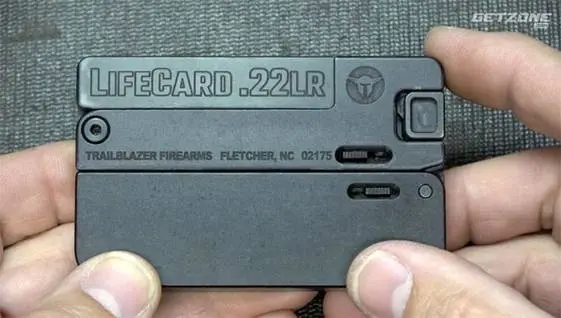 GETZONE
LIFECARD .22LR
TRAILBLAZER FIREARMS FLETCHER, NC 02175